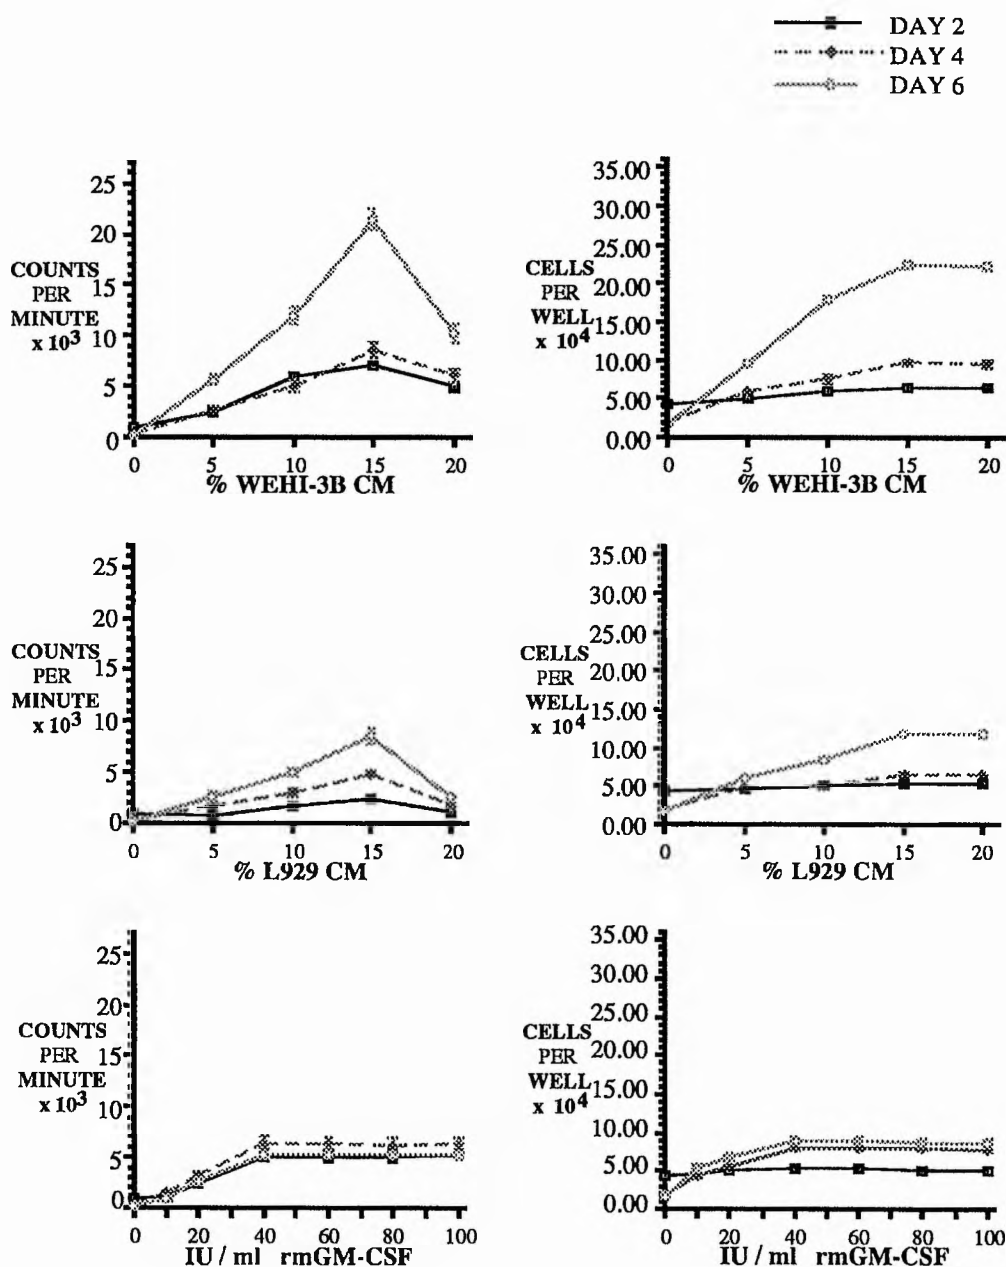 DAY 2
DAY 4
DAY 6
25
20
15
10
5
0
COUNTS
PER
MINUTE
x 10³
0 5 10 15 20
% WEHI-3B CM
35.00
30.00
25.00
20.00
15.00
10.00
5.00
0.00
CELLS
PER
WELL
x 10⁴
0 5 10 15 20
% WEHI-3B CM
25
20
15
10
5
0
COUNTS
PER
MINUTE
x 10³
0 5 10 15 20
% L929 CM
35.00
30.00
25.00
20.00
15.00
10.00
5.00
0.00
CELLS
PER
WELL
x 10⁴
0 5 10 15 20
% L929 CM
25
20
15
10
5
0
COUNTS
PER
MINUTE
x 10³
0 20 40 60 80 100
IU / ml rmGM-CSF
35.00
30.00
25.00
20.00
15.00
10.00
5.00
0.00
CELLS
PER
WELL
x 10⁴
0 20 40 60 80 100
IU / ml rmGM-CSF